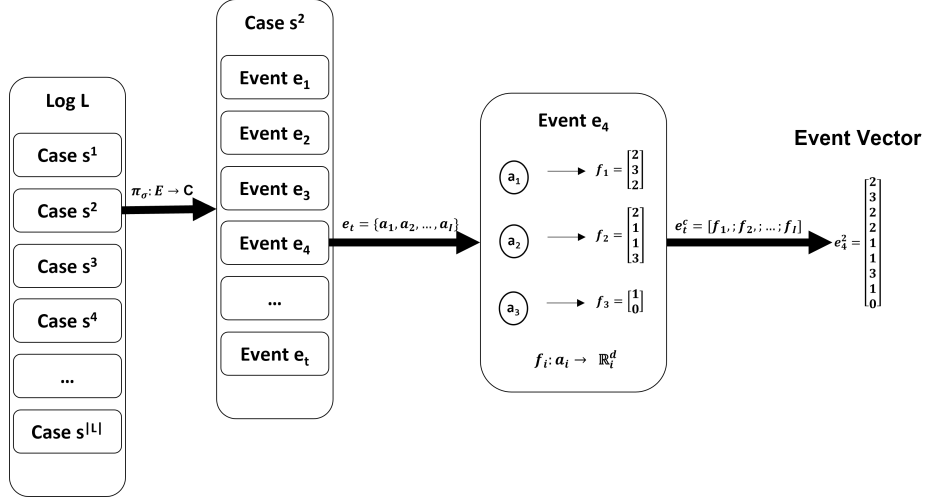 Log L
Case s¹
Case s²
Case s³
Case s⁴
...
Case s^|L|
π_σ: E → C
Case s²
Event e₁
Event e₂
Event e₃
Event e₄
...
Event e_t
e_t = {a₁, a₂, ..., a_I}
Event e₄
a₁ → f₁ = [2 3 2]
a₂ → f₂ = [2 1 1 3]
a₃ → f₃ = [1 0]
f_i: a_i → ℝ_i^d
e_t^c = [f₁, ; f₂, ; ... ; f_I]
Event Vector
e₄² = [2 3 2 2 1 1 3 1 0]